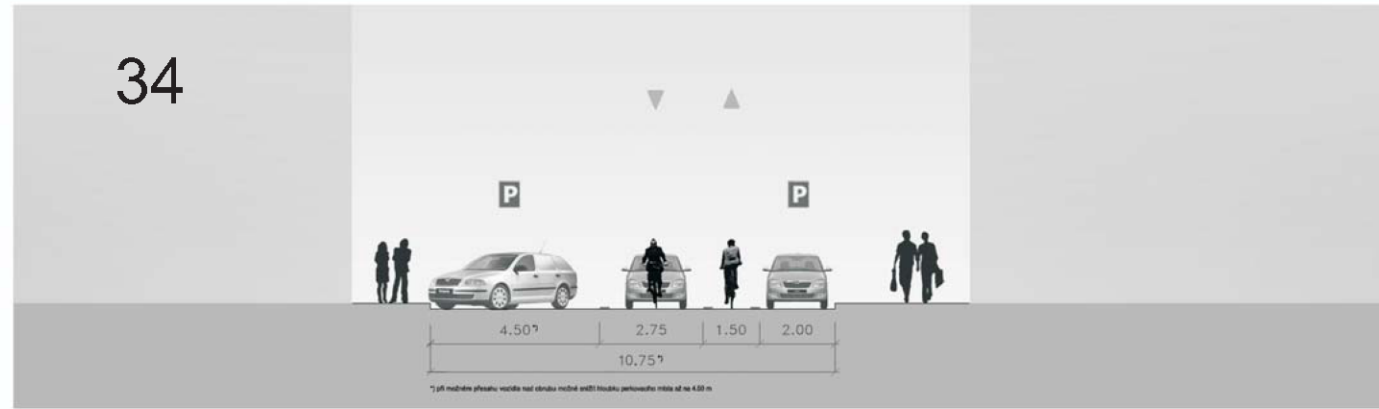 34
P P
4.50*) 2.75 1.50 2.00
10.75*)
*) při možném přesahu vozidla nad obrubu možné snížit hloubku parkovacího místa až na 4.00 m